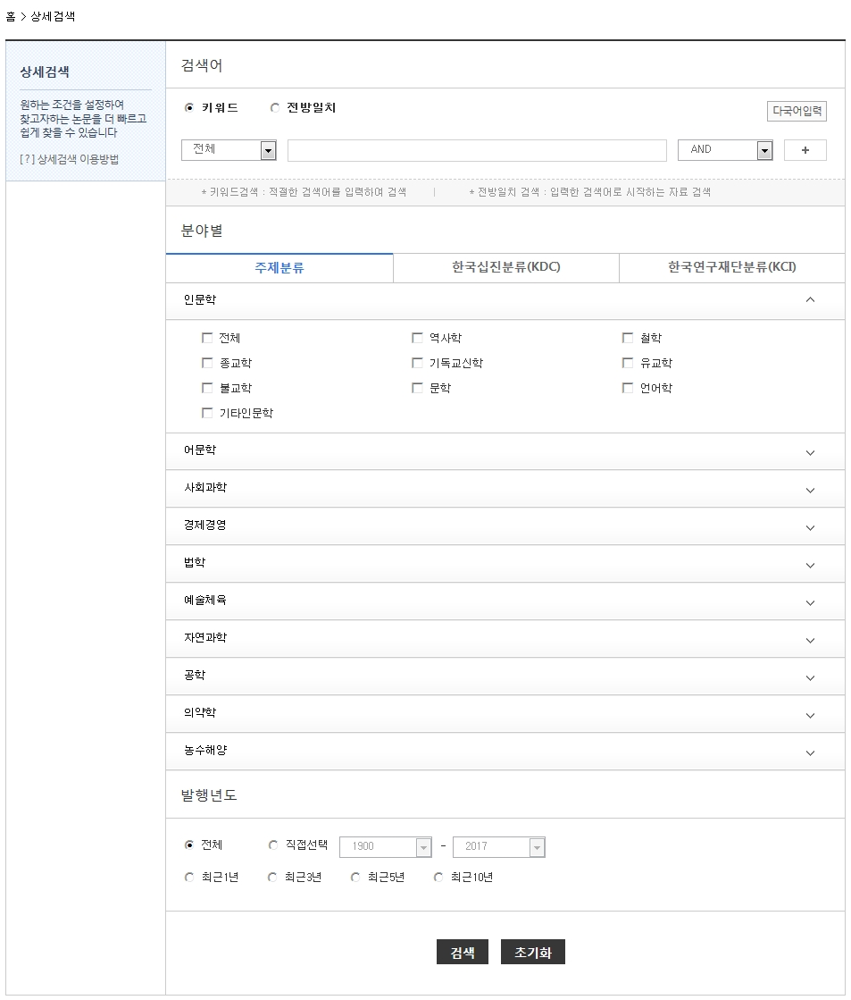 홈 > 상세검색
상세검색
원하는 조건을 설정하여
찾고자하는 논문을 더 빠르고
쉽게 찾을 수 있습니다
[?] 상세검색 이용방법
검색어
키워드 전방일치 다국어입력
전체 AND +
* 키워드검색 : 적절한 검색어를 입력하여 검색 | * 전방일치 검색 : 입력한 검색어로 시작하는 자료 검색
분야별
주제분류 한국십진분류(KDC) 한국연구재단분류(KCI)
인문학
전체 역사학 철학
종교학 기독교신학 유교학
불교학 문학 언어학
기타인문학
어문학
사회과학
경제경영
법학
예술체육
자연과학
공학
의약학
농수해양
발행년도
전체 직접선택 1900 - 2017
최근1년 최근3년 최근5년 최근10년
검색 초기화